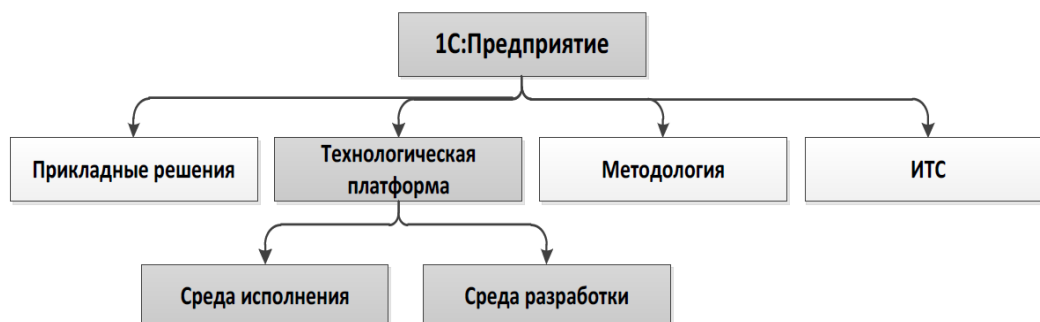 1С:Предприятие
Прикладные решения
Технологическая
платформа
Методология
ИТС
Среда исполнения
Среда разработки